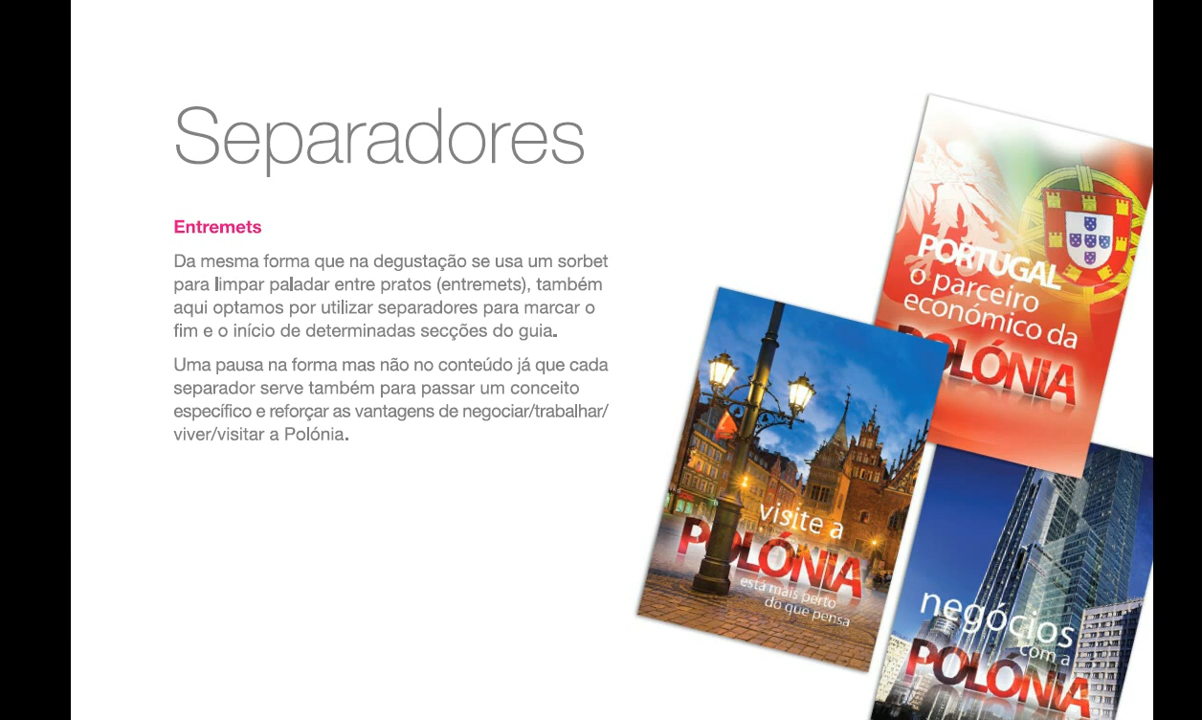 Separadores
Entremets
Da mesma forma que na degustação se usa um sorbet
para limpar paladar entre pratos (entremets), também
aqui optamos por utilizar separadores para marcar o
fim e o início de determinadas secções do guia.
Uma pausa na forma mas não no conteúdo já que cada
separador serve também para passar um conceito
específico e reforçar as vantagens de negociar/trabalhar/
viver/visitar a Polónia.
PORTUGAL
o parceiro
económico da
POLÓNIA
visite a
POLÓNIA
está mais perto
do que pensa
negócios
com a
POLÓNIA